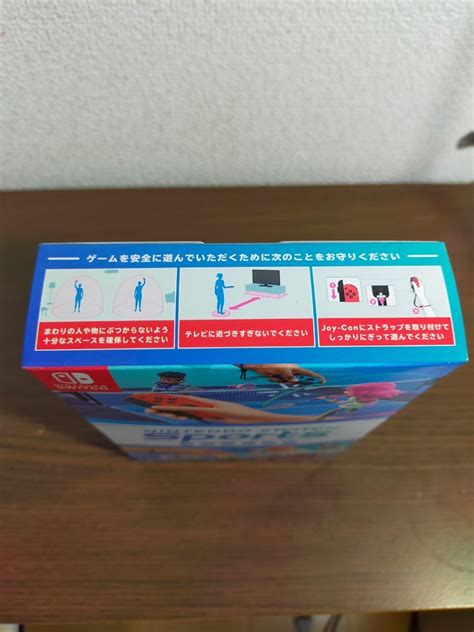 ゲームを安全に遊んでいただくために次のことをお守りください
まわりの人や物にぶつからないよう
十分なスペースを確保してください
テレビに近づきすぎないでください
Joy-Conにストラップを取り付けて
しっかりにぎって遊んでください
NINTENDO SWITCH
Sports